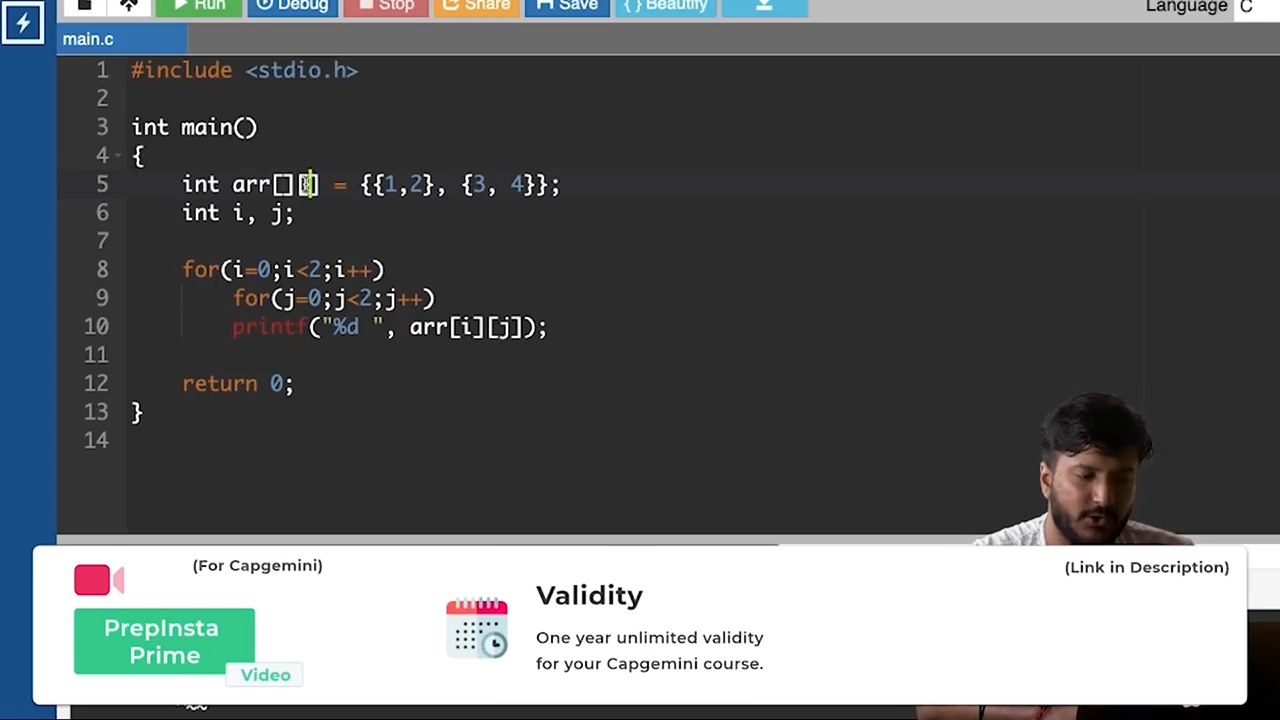 Run
Debug
Stop
Share
Save
{ } Beautify
Language C
main.c
1 #include <stdio.h>
2
3 int main()
4 {
5 int arr[][] = {{1,2}, {3, 4}};
6 int i, j;
7
8 for(i=0;i<2;i++)
9 for(j=0;j<2;j++)
10 printf("%d ", arr[i][j]);
11
12 return 0;
13 }
14
(For Capgemini)
(Link in Description)
PrepInsta
Prime
Video
Validity
One year unlimited validity
for your Capgemini course.